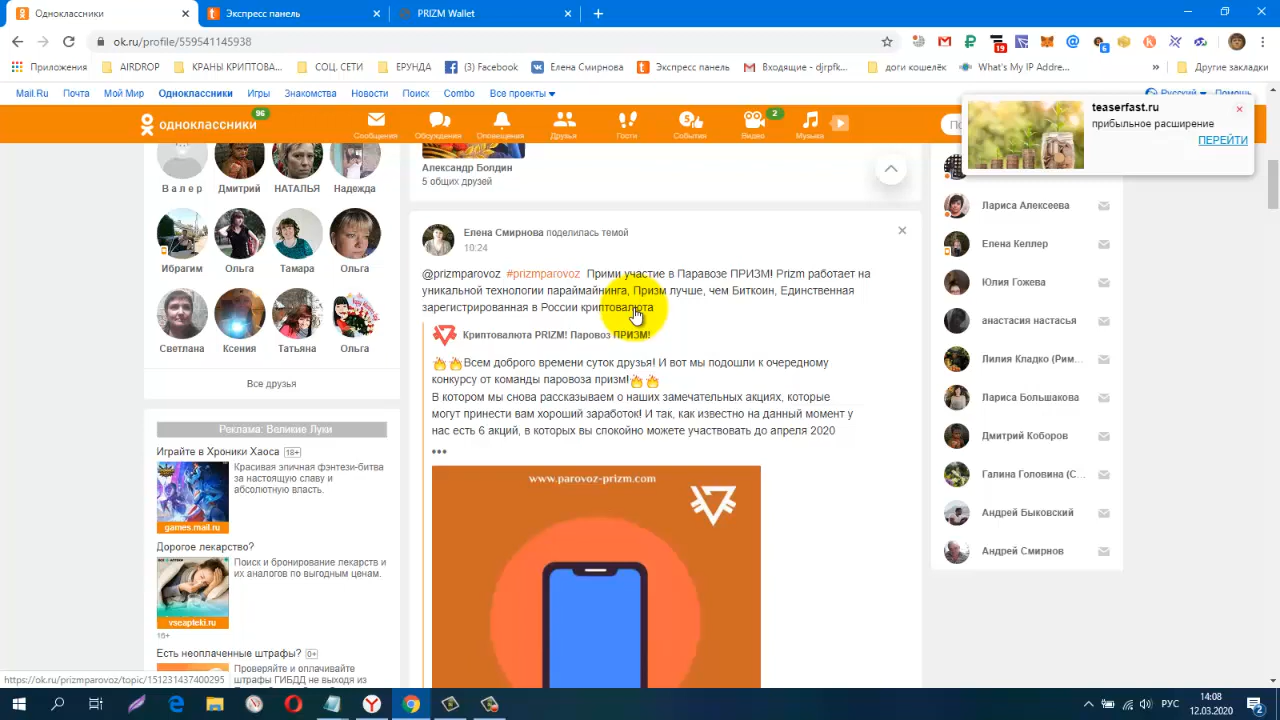 Одноклассники
Экспресс панель
PRIZM Wallet
ok.ru/profile/559541145938
19
6
Приложения
AIRDROP
КРАНЫ КРИПТОВА...
СОЦ. СЕТИ
ЕРУНДА
(3) Facebook
Елена Смирнова
Экспресс панель
Входящие - djrpfk...
доги кошелёк
What's My IP Addre...
»
Другие закладки
Mail.Ru
Почта
Мой Мир
Одноклассники
Игры
Знакомства
Новости
Поиск
Combo
Все проекты
Русский
Помощь
одноклассники
96
Сообщения
Обсуждения
Оповещения
Друзья
Гости
События
Видео
2
Музыка
teaserfast.ru
прибыльное расширение
ПЕРЕЙТИ
В а л е р
Дмитрий
НАТАЛЬЯ
Надежда
Ибрагим
Ольга
Тамара
Ольга
Светлана
Ксения
Татьяна
Ольга
Все друзья
Реклама: Великие Луки
Играйте в Хроники Хаоса 18+
Красивая эпичная фэнтези-битва
за настоящую славу и
абсолютную власть.
games.mail.ru
Дорогое лекарство?
Поиск и бронирование лекарств и
их аналогов по выгодным ценам.
vseapteki.ru
16+
Есть неоплаченные штрафы? 0+
Проверяйте и оплачивайте
штрафы ГИБДД не выходя из
Александр Болдин
5 общих друзей
Елена Смирнова поделилась темой
10:24
@prizmparovoz #prizmparovoz Прими участие в Паравозе ПРИЗМ! Prizm работает на
уникальной технологии параймайнинга, Призм лучше, чем Биткоин, Единственная
зарегистрированная в России криптовалюта
Криптовалюта PRIZM! Паровоз ПРИЗМ!
Всем доброго времени суток друзья! И вот мы подошли к очередному
конкурсу от команды паровоза призм!
В котором мы снова рассказываем о наших замечательных акциях, которые
могут принести вам хороший заработок! И так, как известно на данный момент у
нас есть 6 акций, в которых вы спокойно можете участвовать до апреля 2020
•••
www.parovoz-prizm.com
Лариса Алексеева
Елена Келлер
Юлия Гожева
анастасия настасья
Лилия Кладко (Рим...
Лариса Большакова
Дмитрий Коборов
Галина Головина (С...
Андрей Быковский
Андрей Смирнов
https://ok.ru/prizmparovoz/topic/151231437400295
РУС
14:08
12.03.2020
2